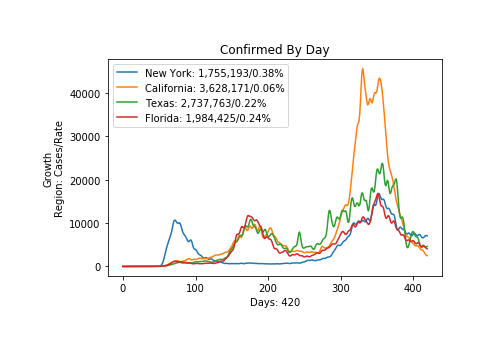 Confirmed By Day
New York: 1,755,193/0.38%
California: 3,628,171/0.06%
Texas: 2,737,763/0.22%
Florida: 1,984,425/0.24%
Growth
Region: Cases/Rate
40000
30000
20000
10000
0
0 100 200 300 400
Days: 420